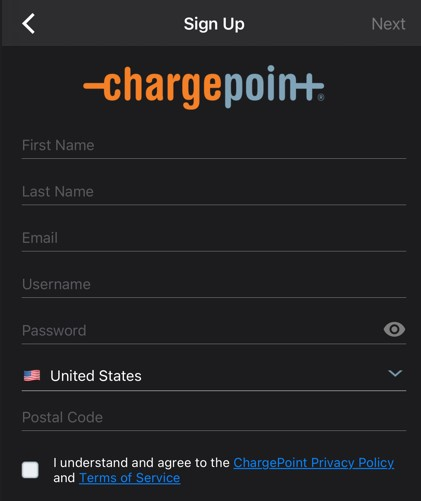 Sign Up
Next
chargepoint®
First Name
Last Name
Email
Username
Password
United States
Postal Code
I understand and agree to the ChargePoint Privacy Policy
and Terms of Service